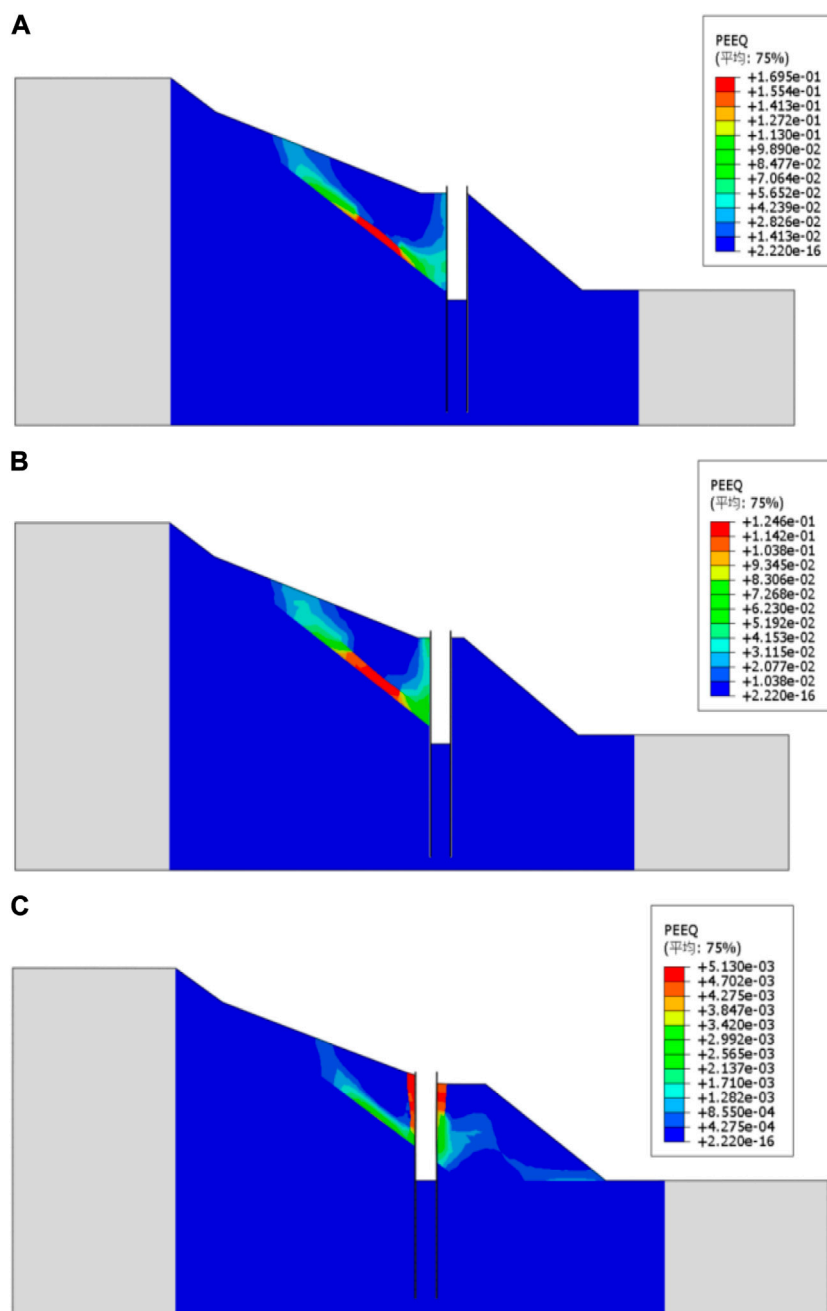 A
PEEQ
(平均: 75%)
+1.695e-01
+1.554e-01
+1.413e-01
+1.272e-01
+1.130e-01
+9.890e-02
+8.477e-02
+7.064e-02
+5.652e-02
+4.239e-02
+2.826e-02
+1.413e-02
+2.220e-16
B
PEEQ
(平均: 75%)
+1.246e-01
+1.142e-01
+1.038e-01
+9.345e-02
+8.306e-02
+7.268e-02
+6.230e-02
+5.192e-02
+4.153e-02
+3.115e-02
+2.077e-02
+1.038e-02
+2.220e-16
C
PEEQ
(平均: 75%)
+5.130e-03
+4.702e-03
+4.275e-03
+3.847e-03
+3.420e-03
+2.992e-03
+2.565e-03
+2.137e-03
+1.710e-03
+1.282e-03
+8.550e-04
+4.275e-04
+2.220e-16